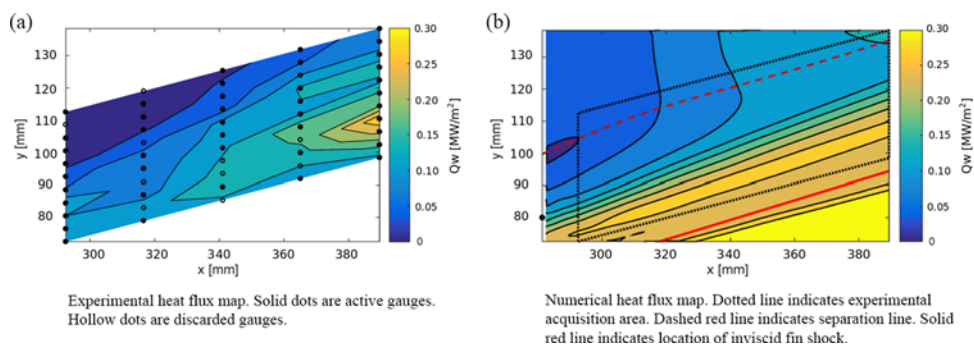 (a)
130
120
110
100
90
80
y [mm]
300
320
340
360
380
x [mm]
0.30
0.25
0.20
0.15
0.10
0.05
0
Qw [MW/m²]
Experimental heat flux map. Solid dots are active gauges.
Hollow dots are discarded gauges.
(b)
130
120
110
100
90
80
y [mm]
300
320
340
360
380
x [mm]
0.30
0.25
0.20
0.15
0.10
0.05
0
Qw [MW/m²]
Numerical heat flux map. Dotted line indicates experimental
acquisition area. Dashed red line indicates separation line. Solid
red line indicates location of inviscid fin shock.